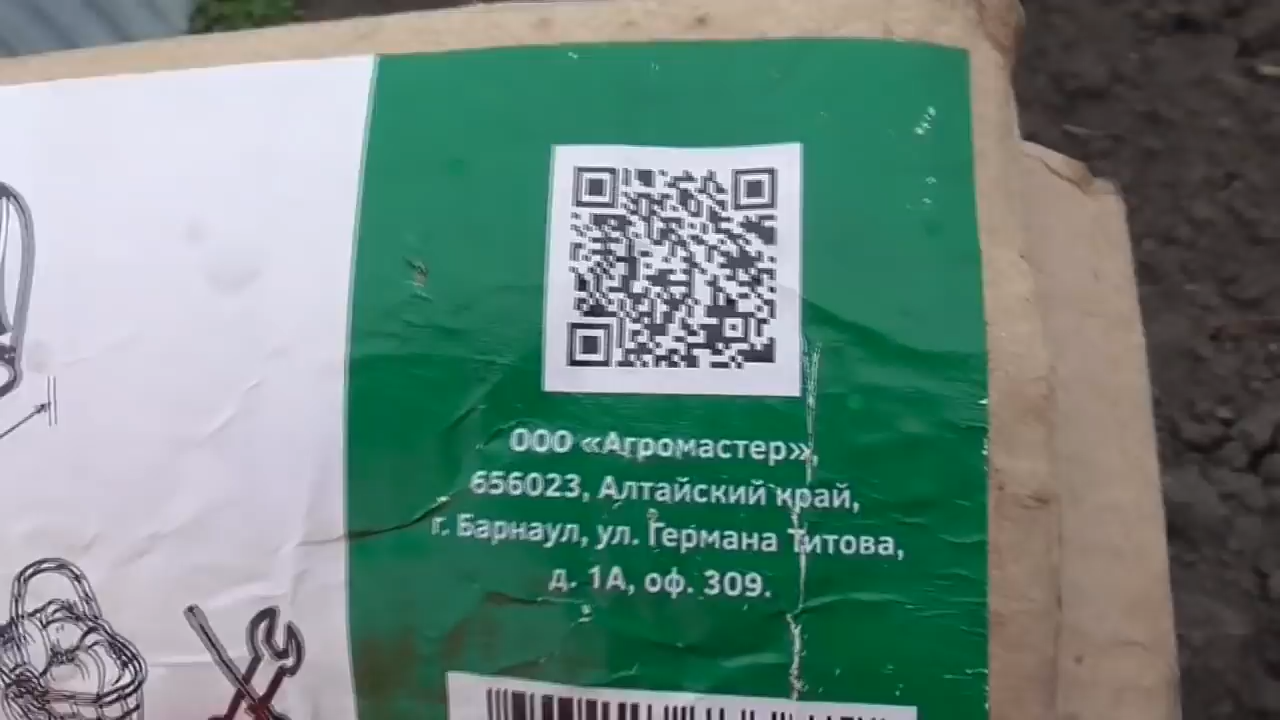 ООО «Агромастер»,
656023, Алтайский край,
г. Барнаул, ул. Германа Титова,
д. 1А, оф. 309.